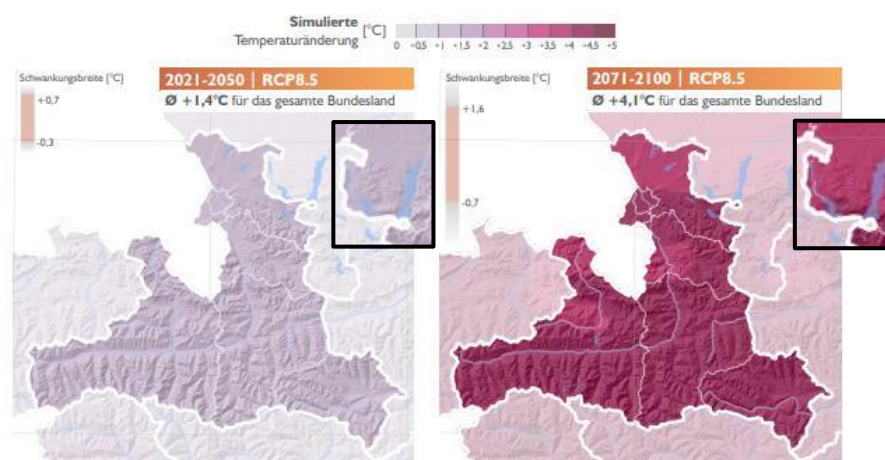 Simulierte
Temperaturänderung
[°C]
0 +0,5 +1 +1,5 +2 +2,5 +3 +3,5 +4 +4,5 +5
Schwankungsbreite [°C]
+0,7
-0,3
2021-2050 | RCP8.5
Ø +1,4°C für das gesamte Bundesland
Schwankungsbreite [°C]
+1,6
-0,7
2071-2100 | RCP8.5
Ø +4,1°C für das gesamte Bundesland